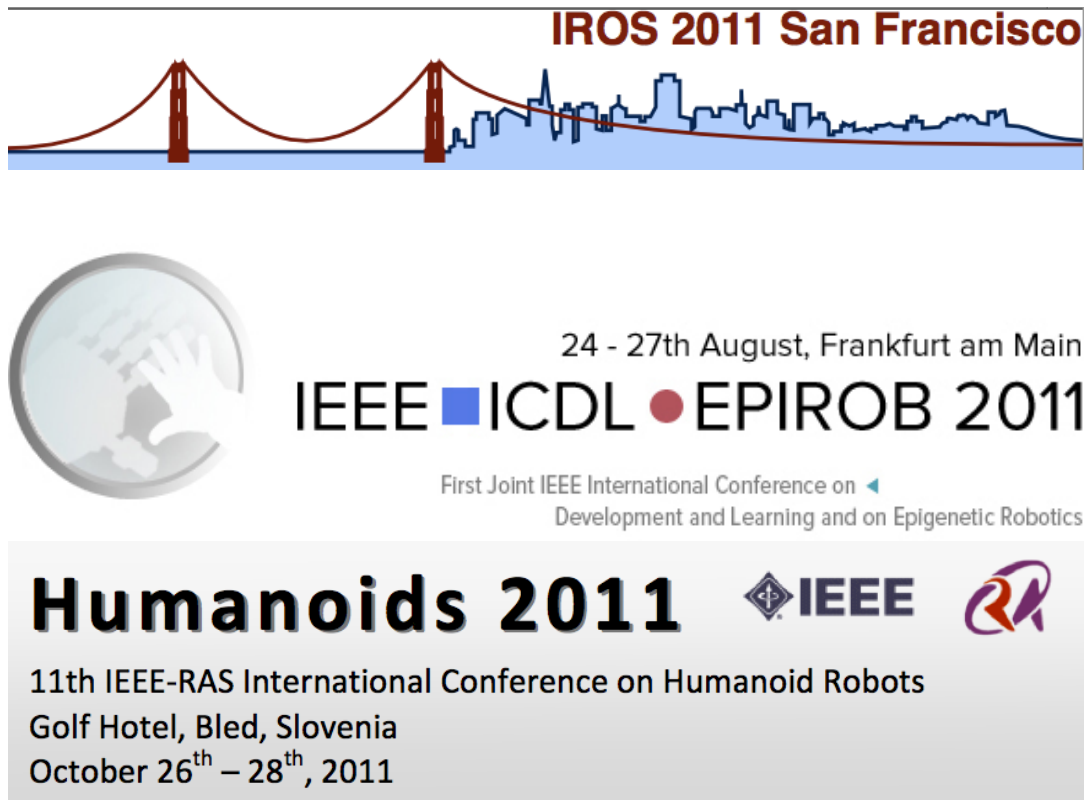 IROS 2011 San Francisco
24 - 27th August, Frankfurt am Main
IEEE ICDL EPIROB 2011
First Joint IEEE International Conference on
Development and Learning and on Epigenetic Robotics
Humanoids 2011
IEEE
RA
11th IEEE-RAS International Conference on Humanoid Robots
Golf Hotel, Bled, Slovenia
October 26th – 28th, 2011